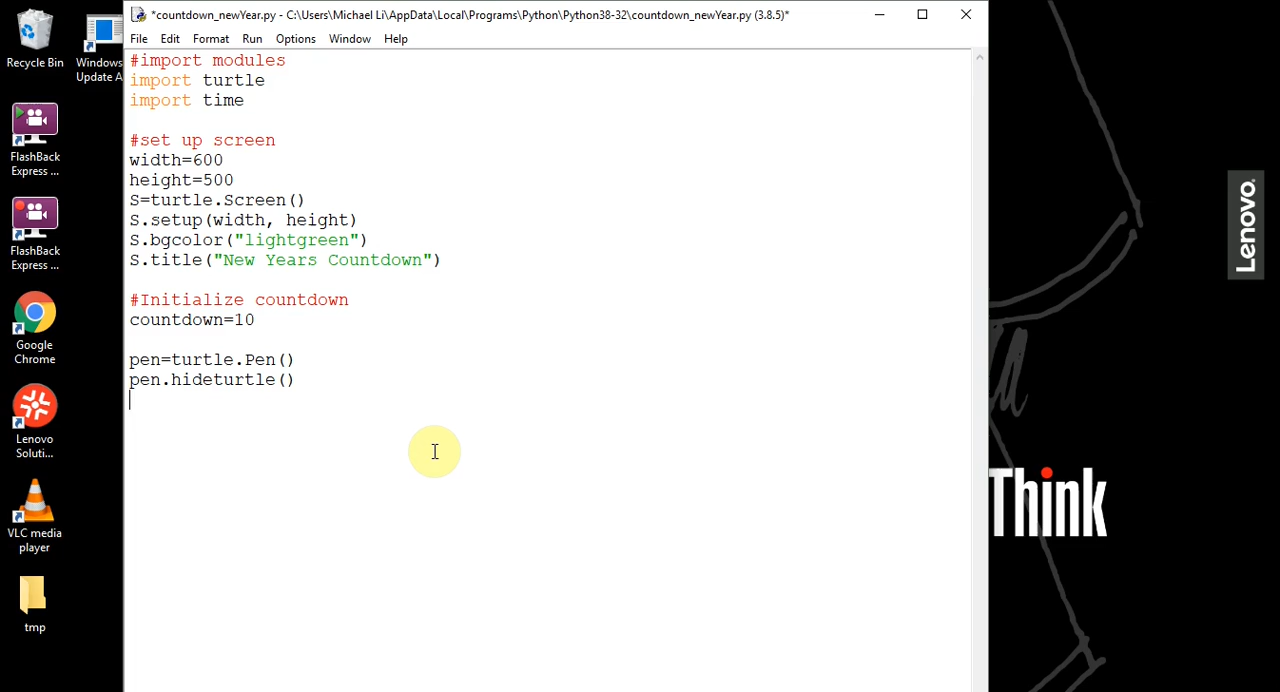 *countdown_newYear.py - C:\Users\Michael Li\AppData\Local\Programs\Python\Python38-32\countdown_newYear.py (3.8.5)*
File Edit Format Run Options Window Help
#import modules
import turtle
import time
#set up screen
width=600
height=500
S=turtle.Screen()
S.setup(width, height)
S.bgcolor("lightgreen")
S.title("New Years Countdown")
#Initialize countdown
countdown=10
pen=turtle.Pen()
pen.hideturtle()
Recycle Bin
Windows
Update A
FlashBack
Express ...
FlashBack
Express ...
Google
Chrome
Lenovo
Soluti...
VLC media
player
tmp
Lenovo
Think